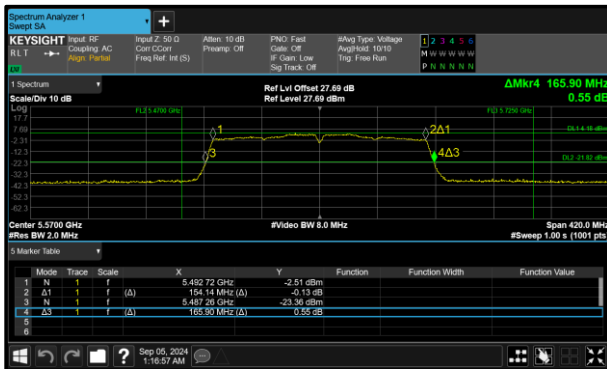 Spectrum Analyzer 1
Swept SA
+
KEYSIGHT Input: RF Input Z: 50 Ω Atten: 10 dB PNO: Fast #Avg Type: Voltage 1 2 3 4 5 6
R L T Coupling: AC Corr CCorr Preamp: Off Gate: Off Avg|Hold: 10/10 M W W W W W
Align: Partial Freq Ref: Int (S) IF Gain: Low Trig: Free Run
Sig Track: Off P N N N N N
1 Spectrum Ref Lvl Offset 27.69 dB ΔMkr4 165.90 MHz
Scale/Div 10 dB Ref Level 27.69 dBm 0.55 dB
Log
17.7 FL2 5.4700 GHz FL3 5.7250 GHz
7.69 1 2Δ1 DL1 4.18 dBm
-2.31
-12.3 3 4Δ3
-22.3 DL2 -21.82 dBm
-32.3
-42.3
-52.3
-62.3
Center 5.5700 GHz #Video BW 8.0 MHz Span 420.0 MHz
#Res BW 2.0 MHz #Sweep 1.00 s (1001 pts)
5 Marker Table
Mode Trace Scale X Y Function Function Width Function Value
1 N 1 f 5.492 72 GHz -2.51 dBm
2 Δ1 1 f (Δ) 154.14 MHz (Δ) -0.13 dB
3 N 1 f 5.487 26 GHz -23.36 dBm
4 Δ3 1 f (Δ) 165.90 MHz (Δ) 0.55 dB
5
6
? Sep 05, 2024
1:16:57 AM